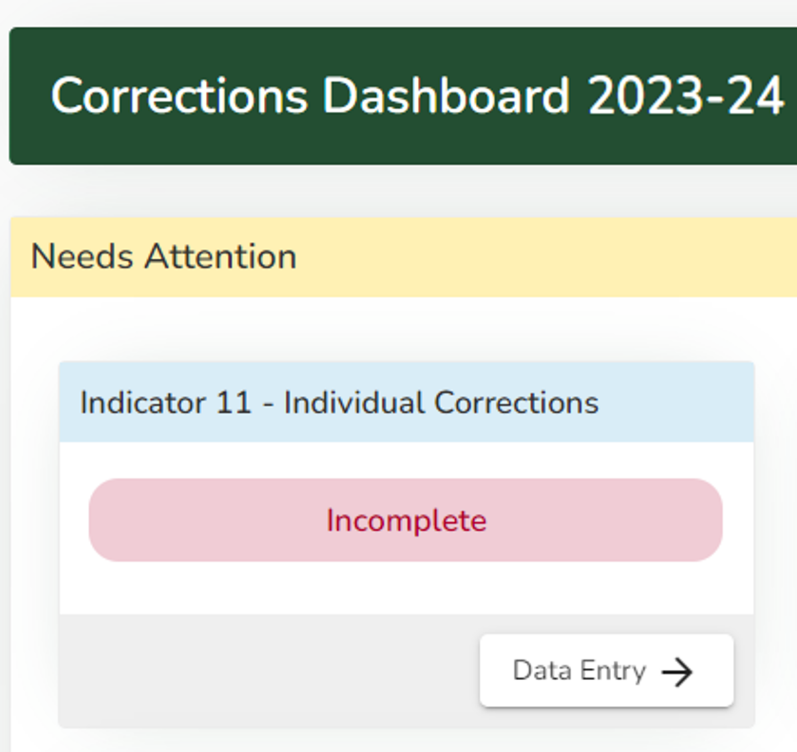 Corrections Dashboard 2023-24
Needs Attention
Indicator 11 - Individual Corrections
Incomplete
Data Entry →